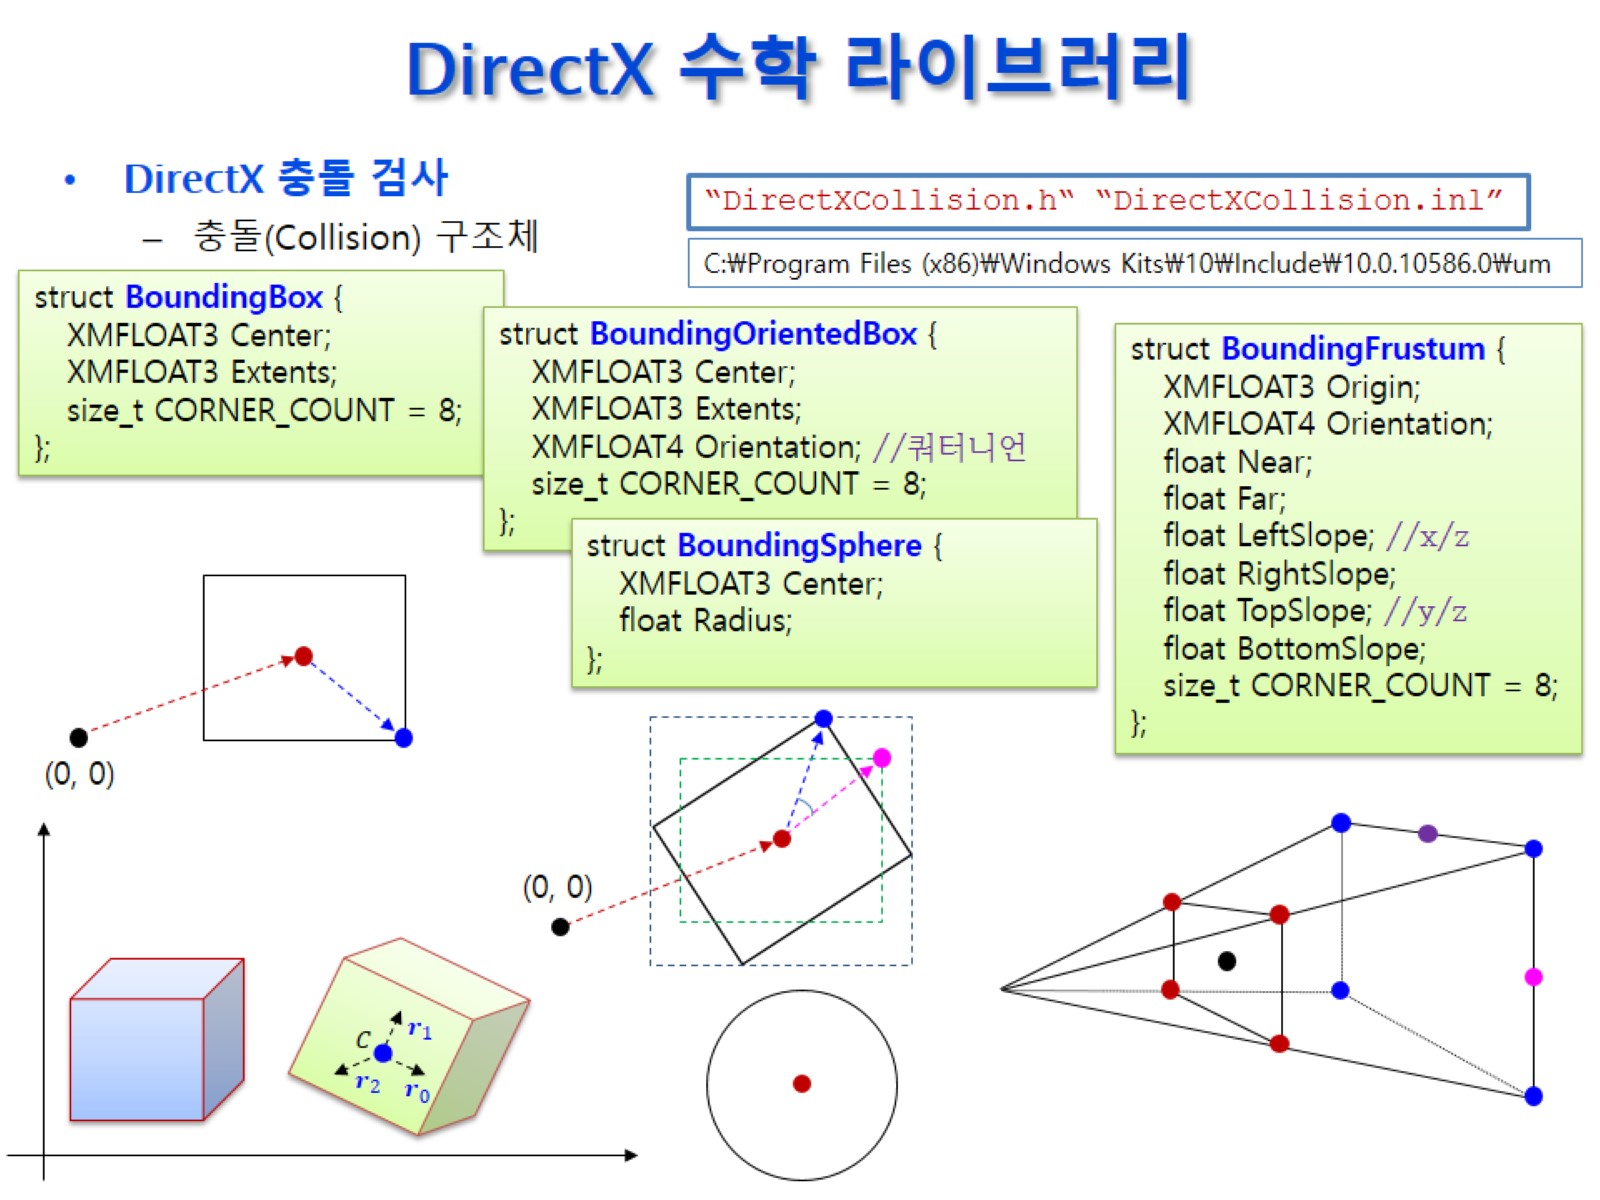 DirectX 수학 라이브러리
• DirectX 충돌 검사
– 충돌(Collision) 구조체
“DirectXCollision.h“ “DirectXCollision.inl”
C:₩Program Files (x86)₩Windows Kits₩10₩Include₩10.0.10586.0₩um
struct BoundingBox {
XMFLOAT3 Center;
XMFLOAT3 Extents;
size_t CORNER_COUNT = 8;
};
struct BoundingOrientedBox {
XMFLOAT3 Center;
XMFLOAT3 Extents;
XMFLOAT4 Orientation; //쿼터니언
size_t CORNER_COUNT = 8;
};
struct BoundingSphere {
XMFLOAT3 Center;
float Radius;
};
struct BoundingFrustum {
XMFLOAT3 Origin;
XMFLOAT4 Orientation;
float Near;
float Far;
float LeftSlope; //x/z
float RightSlope;
float TopSlope; //y/z
float BottomSlope;
size_t CORNER_COUNT = 8;
};
(0, 0)
(0, 0)
C
r₁
r₂
r₀